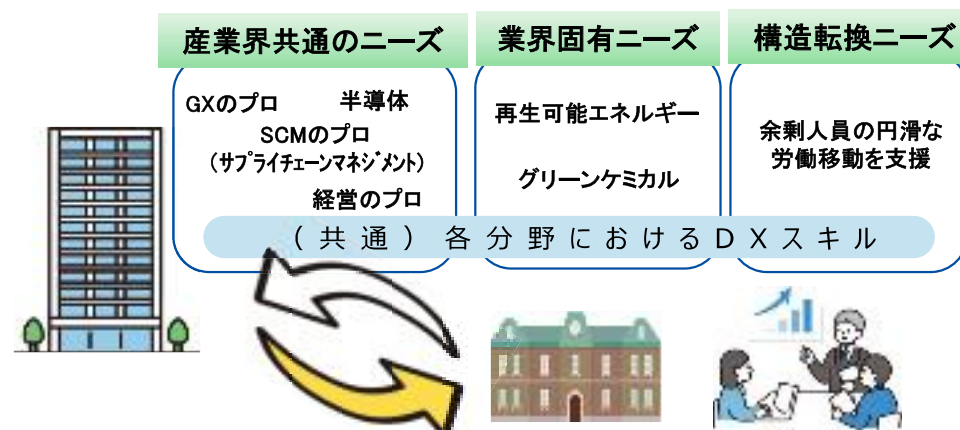 産業界共通のニーズ
GXのプロ 半導体
SCMのプロ
(サプライチェーンマネジメント)
経営のプロ
業界固有ニーズ
再生可能エネルギー
グリーンケミカル
構造転換ニーズ
余剰人員の円滑な
労働移動を支援
(共通)各分野におけるDXスキル